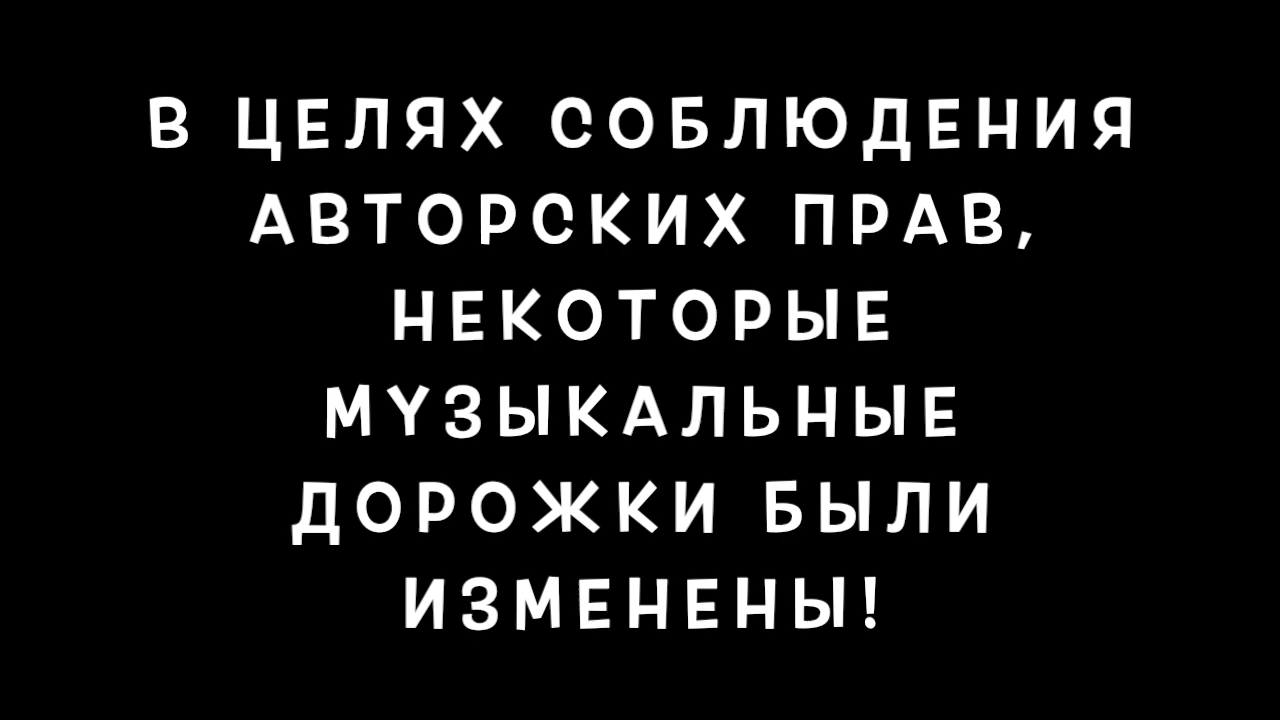 В ЦЕЛЯХ СОБЛЮДЕНИЯ
АВТОРСКИХ ПРАВ,
НЕКОТОРЫЕ
МУЗЫКАЛЬНЫЕ
ДОРОЖКИ БЫЛИ
ИЗМЕНЕНЫ!